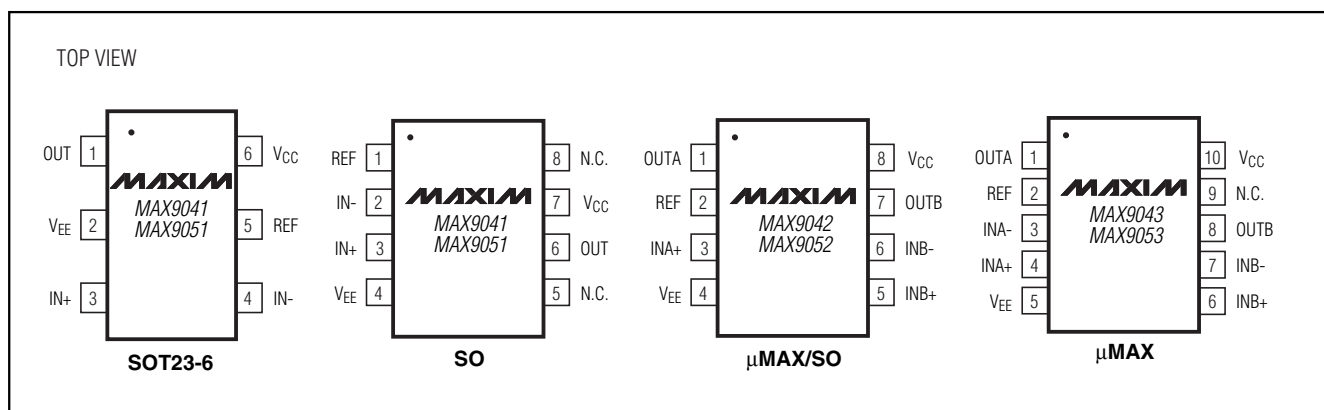 TOP VIEW
OUT 1
VEE 2
IN+ 3
6 VCC
5 REF
4 IN-
MAXIM
MAX9041
MAX9051
SOT23-6
REF 1
IN- 2
IN+ 3
VEE 4
8 N.C.
7 VCC
6 OUT
5 N.C.
MAXIM
MAX9041
MAX9051
SO
OUTA 1
REF 2
INA+ 3
VEE 4
8 VCC
7 OUTB
6 INB-
5 INB+
MAXIM
MAX9042
MAX9052
μMAX/SO
OUTA 1
REF 2
INA- 3
INA+ 4
VEE 5
10 VCC
9 N.C.
8 OUTB
7 INB-
6 INB+
MAXIM
MAX9043
MAX9053
μMAX